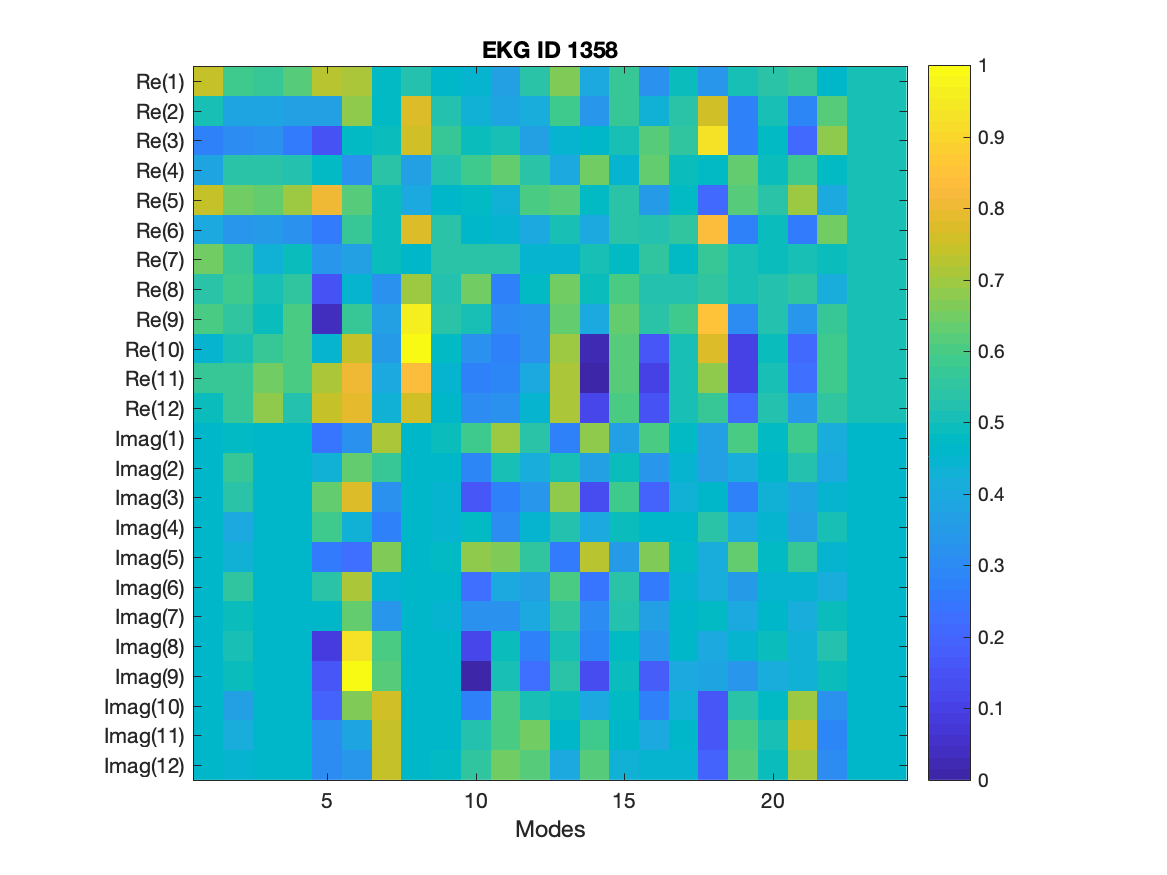 EKG ID 1358
Re(1)
Re(2)
Re(3)
Re(4)
Re(5)
Re(6)
Re(7)
Re(8)
Re(9)
Re(10)
Re(11)
Re(12)
Imag(1)
Imag(2)
Imag(3)
Imag(4)
Imag(5)
Imag(6)
Imag(7)
Imag(8)
Imag(9)
Imag(10)
Imag(11)
Imag(12)
5 10 15 20
Modes
1
0.9
0.8
0.7
0.6
0.5
0.4
0.3
0.2
0.1
0